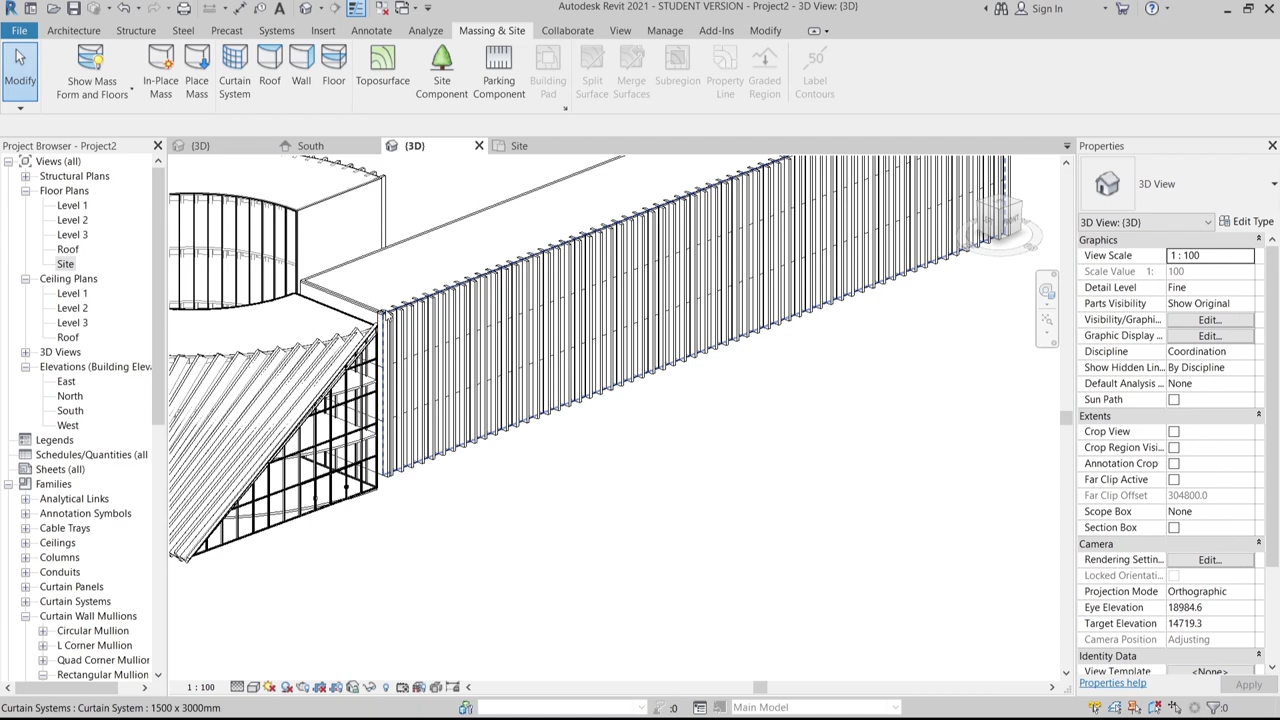 Autodesk Revit 2021 - STUDENT VERSION - Project2 - 3D View: {3D}
Sign In
File Architecture Structure Steel Precast Systems Insert Annotate Analyze Massing & Site Collaborate View Manage Add-Ins Modify
Modify
Show Mass
Form and Floors
In-Place
Mass
Place
Mass
Curtain
System
Roof
Wall
Floor
Toposurface
Site
Component
Parking
Component
Building
Pad
Split
Surface
Merge
Surfaces
Subregion
Property
Line
Graded
Region
50
Label
Contours
Project Browser - Project2
{3D}
South
{3D}
Site
Properties
Views (all)
Structural Plans
Floor Plans
Level 1
Level 2
Level 3
Roof
Site
Ceiling Plans
Level 1
Level 2
Level 3
Roof
3D Views
Elevations (Building Eleva
East
North
South
West
Legends
Schedules/Quantities (all
Sheets (all)
Families
Analytical Links
Annotation Symbols
Cable Trays
Ceilings
Columns
Conduits
Curtain Panels
Curtain Systems
Curtain Wall Mullions
Circular Mullion
L Corner Mullion
Quad Corner Mullion
Rectangular Mullion
3D View
3D View: {3D}
Edit Type
Graphics
View Scale 1 : 100
Scale Value 1: 100
Detail Level Fine
Parts Visibility Show Original
Visibility/Graphi... Edit...
Graphic Display ... Edit...
Discipline Coordination
Show Hidden Lin... By Discipline
Default Analysis ... None
Sun Path
Extents
Crop View
Crop Region Visi...
Annotation Crop
Far Clip Active
Far Clip Offset 304800.0
Scope Box None
Section Box
Camera
Rendering Settin... Edit...
Locked Orientati...
Projection Mode Orthographic
Eye Elevation 18984.6
Target Elevation 14719.3
Camera Position Adjusting
Identity Data
View Template <None>
Properties help
Apply
1 : 100
Curtain Systems : Curtain System : 1500 x 3000mm
:0
Main Model
:0